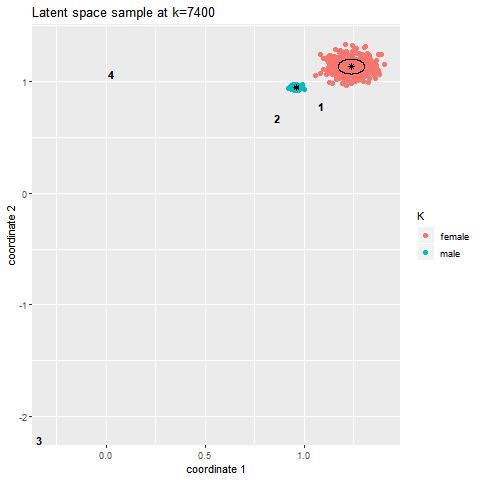 Latent space sample at k=7400
4
1
2
3
1
0
-1
-2
0.0
0.5
1.0
coordinate 1
coordinate 2
K
female
male